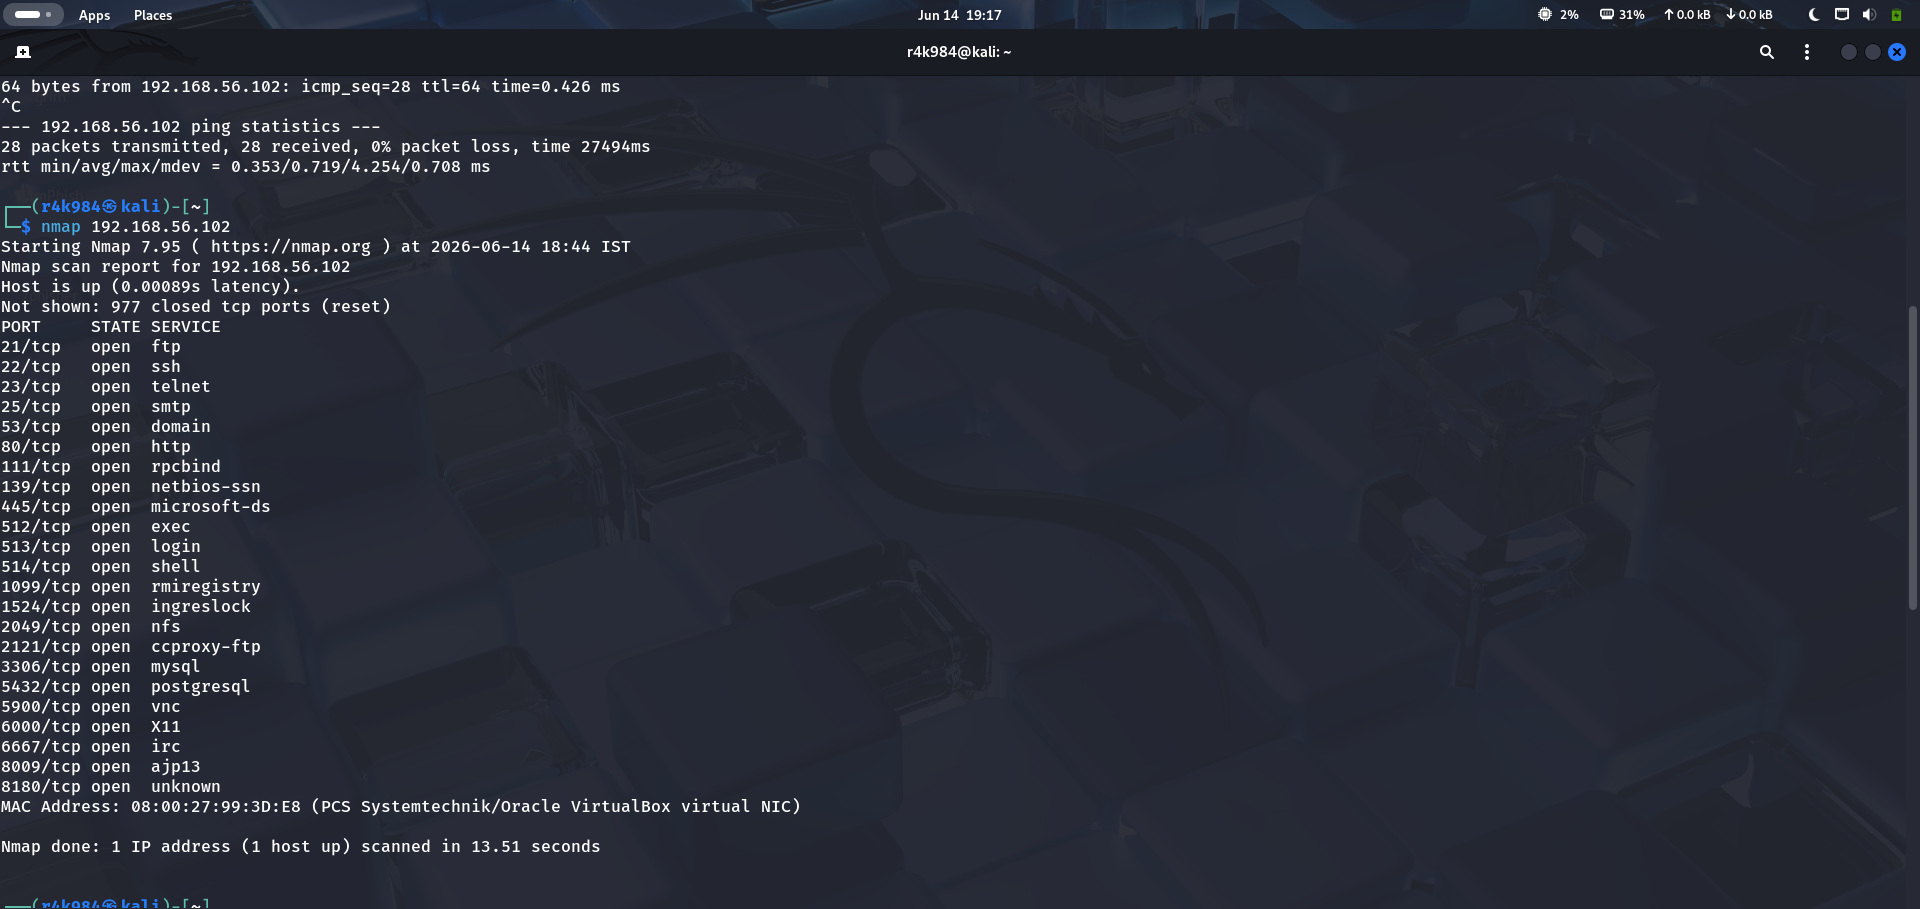 Apps Places Jun 14 19:17 2% 31% 0.0 kB 0.0 kB
r4k984@kali: ~
64 bytes from 192.168.56.102: icmp_seq=28 ttl=64 time=0.426 ms
^C
--- 192.168.56.102 ping statistics ---
28 packets transmitted, 28 received, 0% packet loss, time 27494ms
rtt min/avg/max/mdev = 0.353/0.719/4.254/0.708 ms
┌──(r4k984㉿kali)-[~]
└─$ nmap 192.168.56.102
Starting Nmap 7.95 ( https://nmap.org ) at 2026-06-14 18:44 IST
Nmap scan report for 192.168.56.102
Host is up (0.00089s latency).
Not shown: 977 closed tcp ports (reset)
PORT     STATE SERVICE
21/tcp   open  ftp
22/tcp   open  ssh
23/tcp   open  telnet
25/tcp   open  smtp
53/tcp   open  domain
80/tcp   open  http
111/tcp  open  rpcbind
139/tcp  open  netbios-ssn
445/tcp  open  microsoft-ds
512/tcp  open  exec
513/tcp  open  login
514/tcp  open  shell
1099/tcp open  rmiregistry
1524/tcp open  ingreslock
2049/tcp open  nfs
2121/tcp open  ccproxy-ftp
3306/tcp open  mysql
5432/tcp open  postgresql
5900/tcp open  vnc
6000/tcp open  X11
6667/tcp open  irc
8009/tcp open  ajp13
8180/tcp open  unknown
MAC Address: 08:00:27:99:3D:E8 (PCS Systemtechnik/Oracle VirtualBox virtual NIC)
Nmap done: 1 IP address (1 host up) scanned in 13.51 seconds
┌──(r4k984㉿kali)-[~]